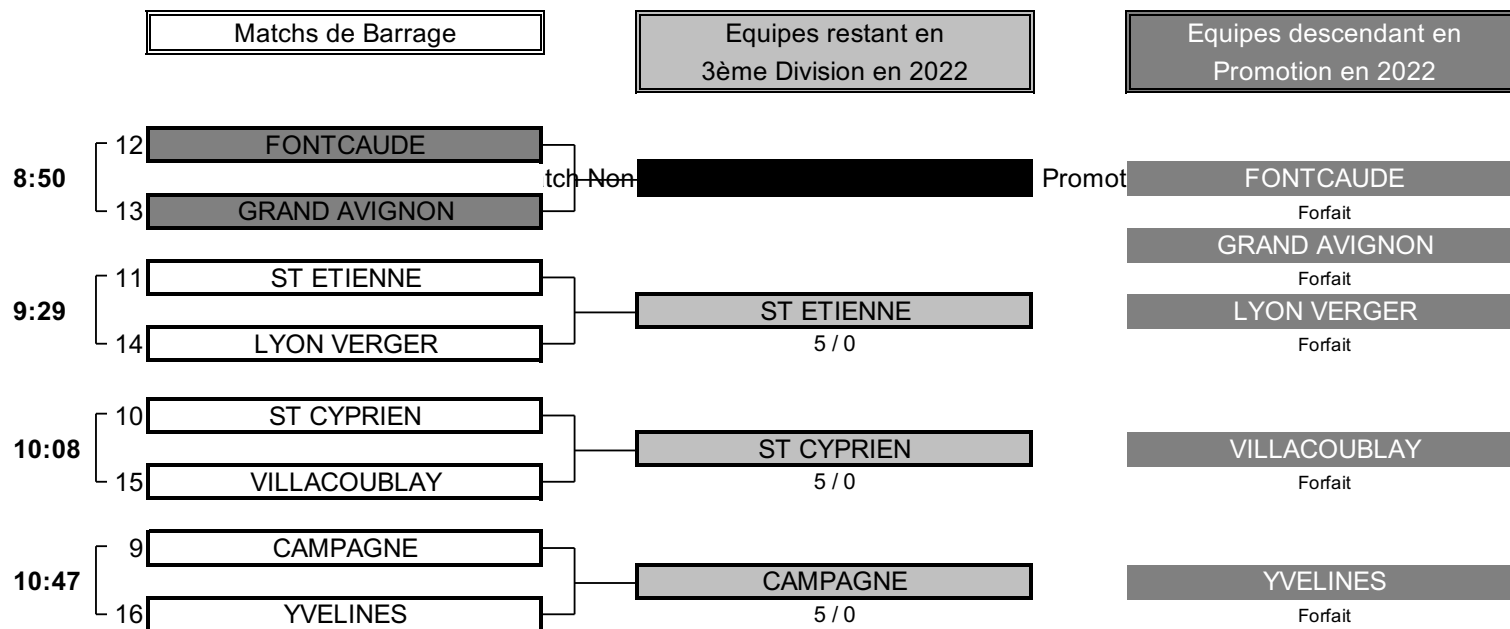 Matchs de Barrage
Equipes restant en
3ème Division en 2022
Equipes descendant en
Promotion en 2022
12 FONTCAUDE
8:50 tch Non Promot FONTCAUDE
13 GRAND AVIGNON Forfait
GRAND AVIGNON
11 ST ETIENNE Forfait
9:29 ST ETIENNE LYON VERGER
14 LYON VERGER 5 / 0 Forfait
10 ST CYPRIEN
10:08 ST CYPRIEN VILLACOUBLAY
15 VILLACOUBLAY 5 / 0 Forfait
9 CAMPAGNE
10:47 CAMPAGNE YVELINES
16 YVELINES 5 / 0 Forfait